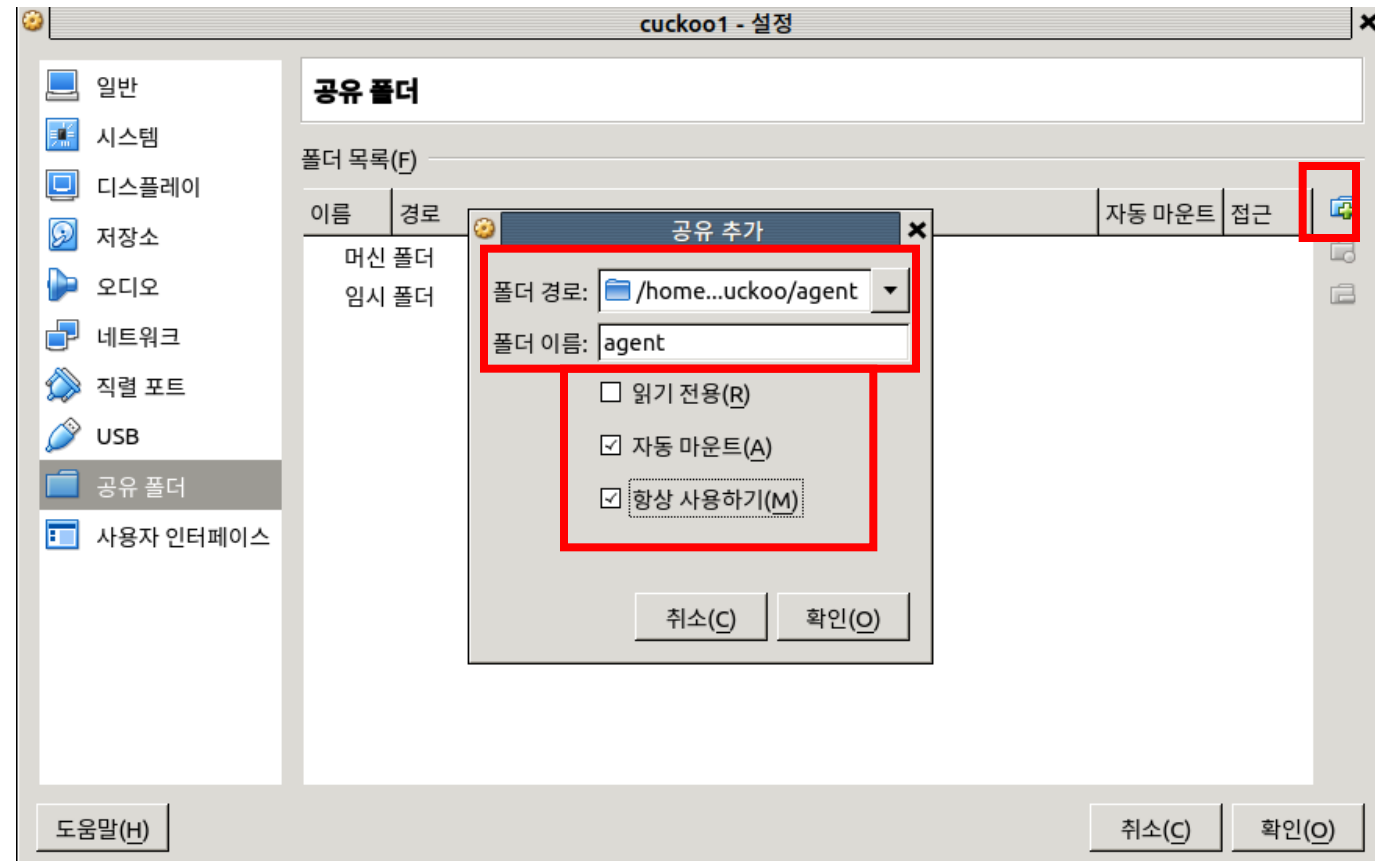 cuckoo1 - 설정
일반
시스템
디스플레이
저장소
오디오
네트워크
직렬 포트
USB
공유 폴더
사용자 인터페이스
공유 폴더
폴더 목록(F)
이름 경로 자동 마운트 접근
머신 폴더
임시 폴더
공유 추가
폴더 경로: /home...uckoo/agent
폴더 이름: agent
읽기 전용(R)
자동 마운트(A)
항상 사용하기(M)
취소(C) 확인(O)
도움말(H) 취소(C) 확인(O)